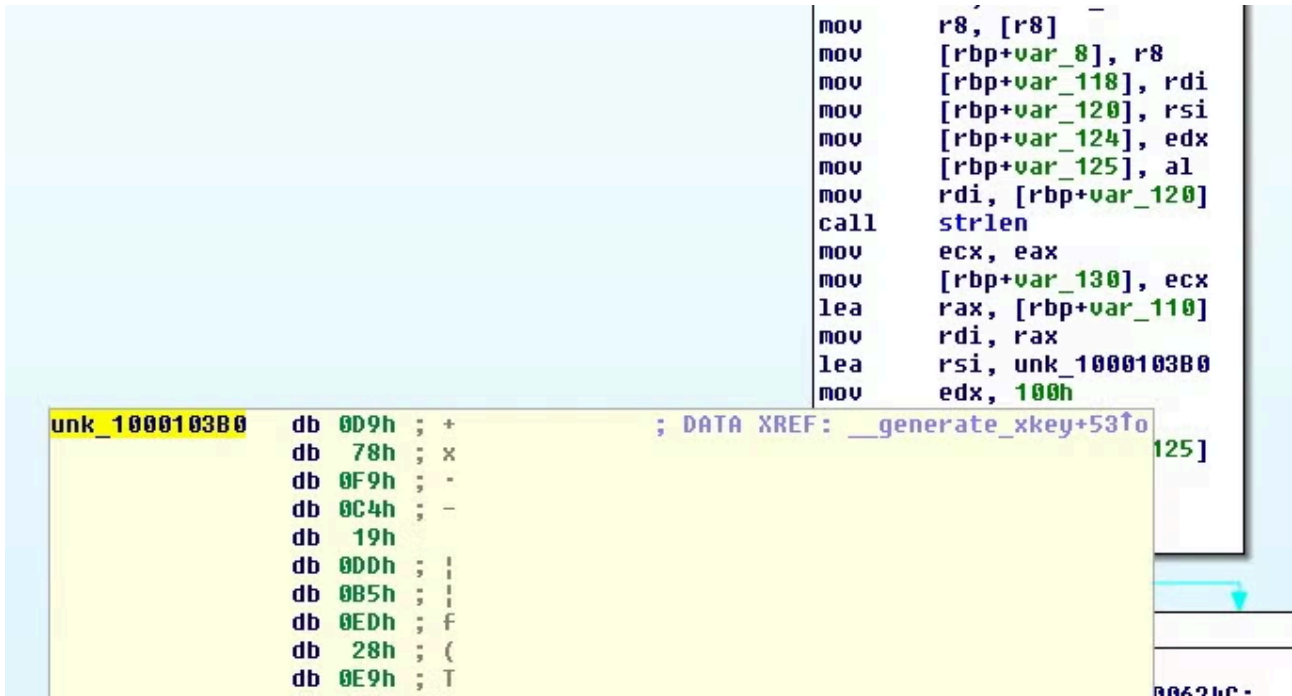 mov r8, [r8]
mov [rbp+var_8], r8
mov [rbp+var_118], rdi
mov [rbp+var_120], rsi
mov [rbp+var_124], edx
mov [rbp+var_125], al
mov rdi, [rbp+var_120]
call strlen
mov ecx, eax
mov [rbp+var_130], ecx
lea rax, [rbp+var_110]
mov rdi, rax
lea rsi, unk_1000103B0
mov edx, 100h
125]
unk_1000103B0 db 0D9h ; + ; DATA XREF: __generate_xkey+53↑o
db 78h ; x
db 0F9h ; ·
db 0C4h ; -
db 19h
db 0DDh ; ¦
db 0B5h ; ¦
db 0EDh ; f
db 28h ; (
db 0E9h ; T